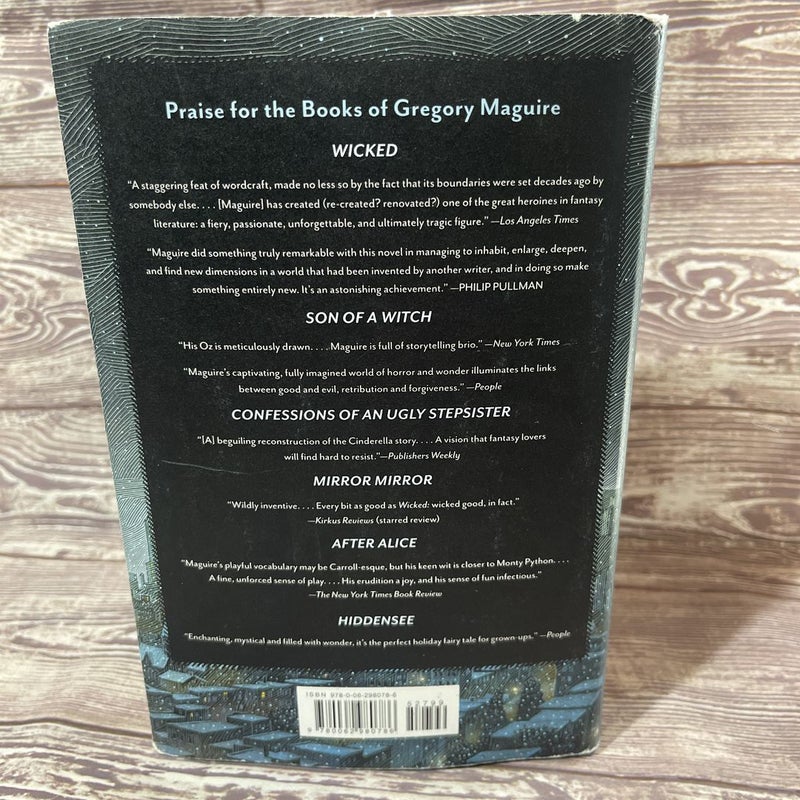 Praise for the Books of Gregory Maguire
WICKED
“A staggering feat of wordcraft, made no less so by the fact that its boundaries were set decades ago by
somebody else. . . . [Maguire] has created (re-created? renovated?) one of the great heroines in fantasy
literature: a fiery, passionate, unforgettable, and ultimately tragic figure.” —Los Angeles Times
“Maguire did something truly remarkable with this novel in managing to inhabit, enlarge, deepen,
and find new dimensions in a world that had been invented by another writer, and in doing so make
something entirely new. It’s an astonishing achievement.” —PHILIP PULLMAN
SON OF A WITCH
“His Oz is meticulously drawn. . . . Maguire is full of storytelling brio.” —New York Times
“Maguire’s captivating, fully imagined world of horror and wonder illuminates the links
between good and evil, retribution and forgiveness.” —People
CONFESSIONS OF AN UGLY STEPSISTER
“[A] beguiling reconstruction of the Cinderella story. . . . A vision that fantasy lovers
will find hard to resist.”—Publishers Weekly
MIRROR MIRROR
“Wildly inventive. . . . Every bit as good as Wicked: wicked good, in fact.”
—Kirkus Reviews (starred review)
AFTER ALICE
“Maguire’s playful vocabulary may be Carroll-esque, but his keen wit is closer to Monty Python. . . .
A fine, unforced sense of play. . . . His erudition a joy, and his sense of fun infectious.”
—The New York Times Book Review
HIDDENSEE
“Enchanting, mystical and filled with wonder, it’s the perfect holiday fairy tale for grown-ups.” —People
ISBN 978-0-06-298078-6
52799
9 780062 980786